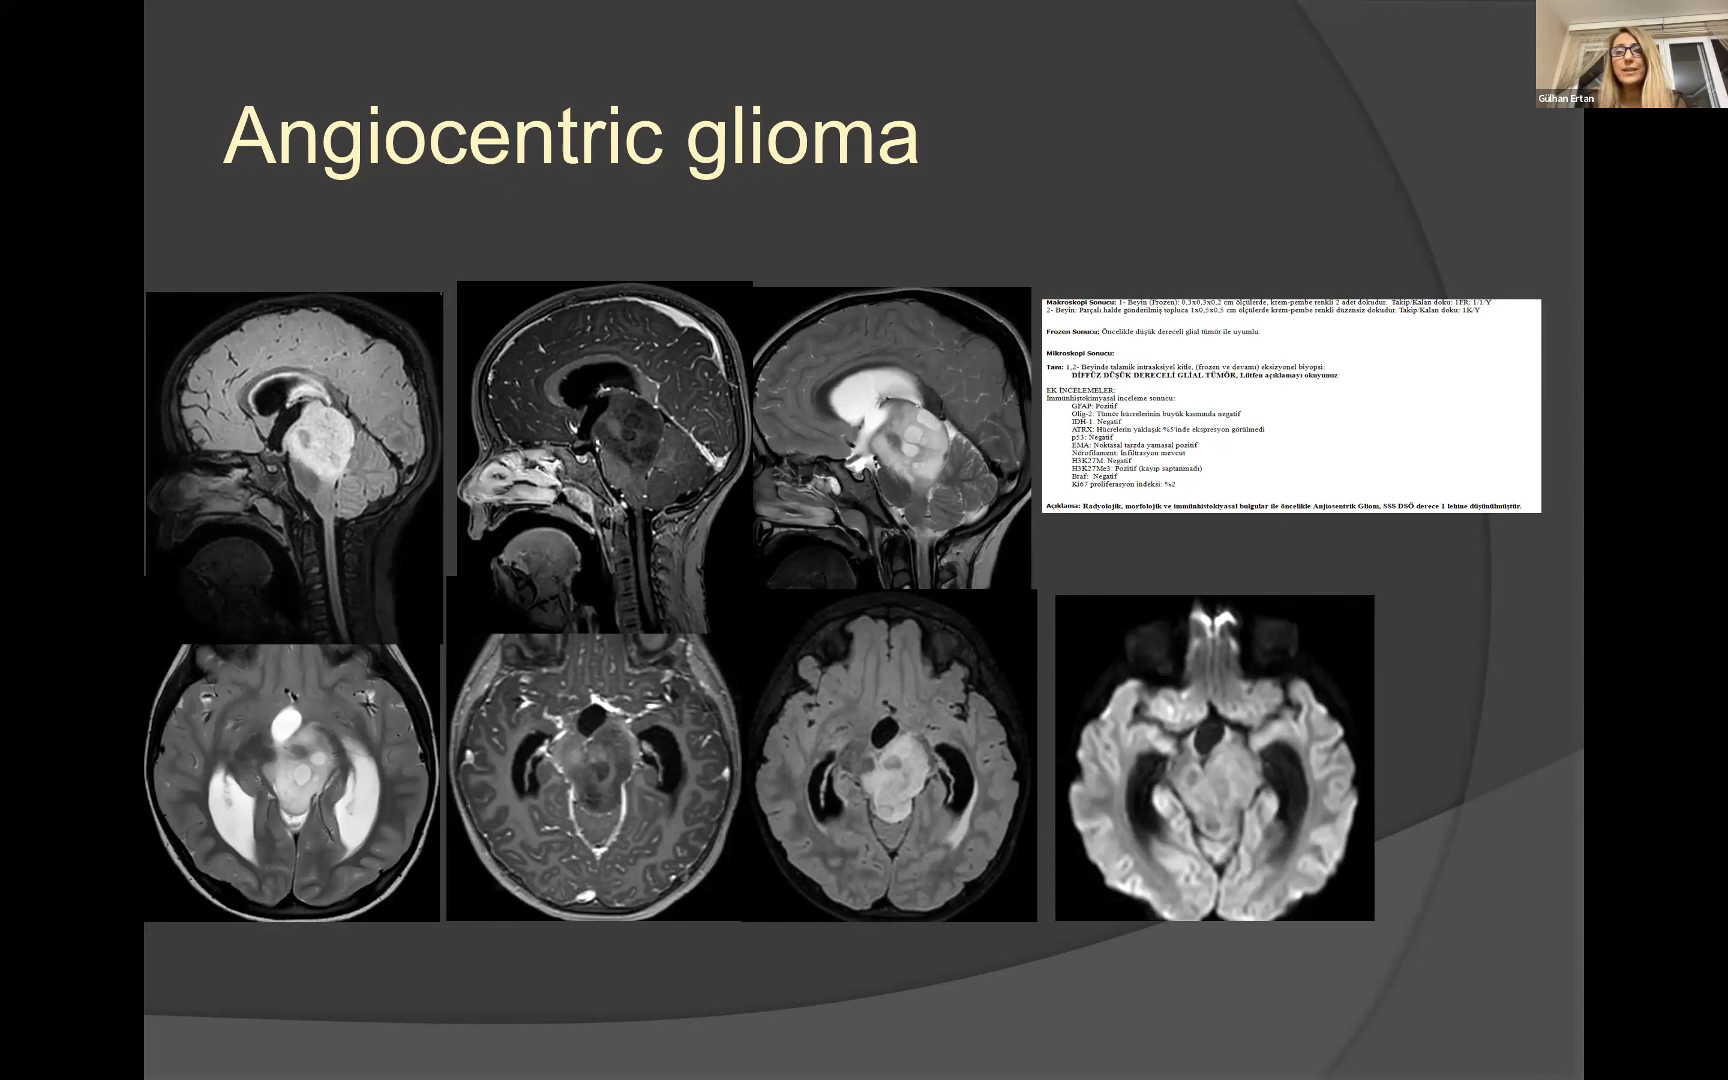 Angiocentric glioma
Gülhan Ertan
Makroskopi Sonucu: 1- Beyin (Frozen): 0,3x0,3x0,2 cm ölçülerde, krem-pembe renkli 2 adet dokudur. Takip/Kalan doku: 1FR: 1/1/Y
2- Beyin: Parçalı halde gönderilmiş topluca 1x0,5x0,5 cm ölçülerde krem-pembe renkli düzensiz dokudur. Takip/Kalan doku: 1K/Y
Frozen Sonucu: Öncelikle düşük dereceli glial tümör ile uyumlu.
Mikroskopi Sonucu:
Tanı: 1,2- Beyinde talamik intraaksiyel kitle, (frozen ve devamı) eksizyonel biyopsi:
DİFFÜZ DÜŞÜK DERECELİ GLİAL TÜMÖR, Lütfen açıklamayı okuyunuz
EK İNCELEMELER:
İmmünhistokimyasal inceleme sonucu:
GFAP: Pozitif
Olig-2: Tümör hücrelerinin büyük kısmında negatif
IDH-1: Negatif
ATRX: Hücrelerin yaklaşık %5'inde ekspresyon görülmedi
p53: Negatif
EMA: Noktasal tarzda yamasal pozitif
Nörofilament: İnfiltrasyon mevcut
H3K27M: Negatif
H3K27Me3: Pozitif (kayıp saptanmadı)
Braf: Negatif
Ki67 proliferasyon indeksi: %2
Açıklama: Radyolojik, morfolojik ve immünhistokiyasal bulgular ile öncelikle Anjiosentrik Gliom, SSS DSÖ derece 1 lehine düşünülmüştür.